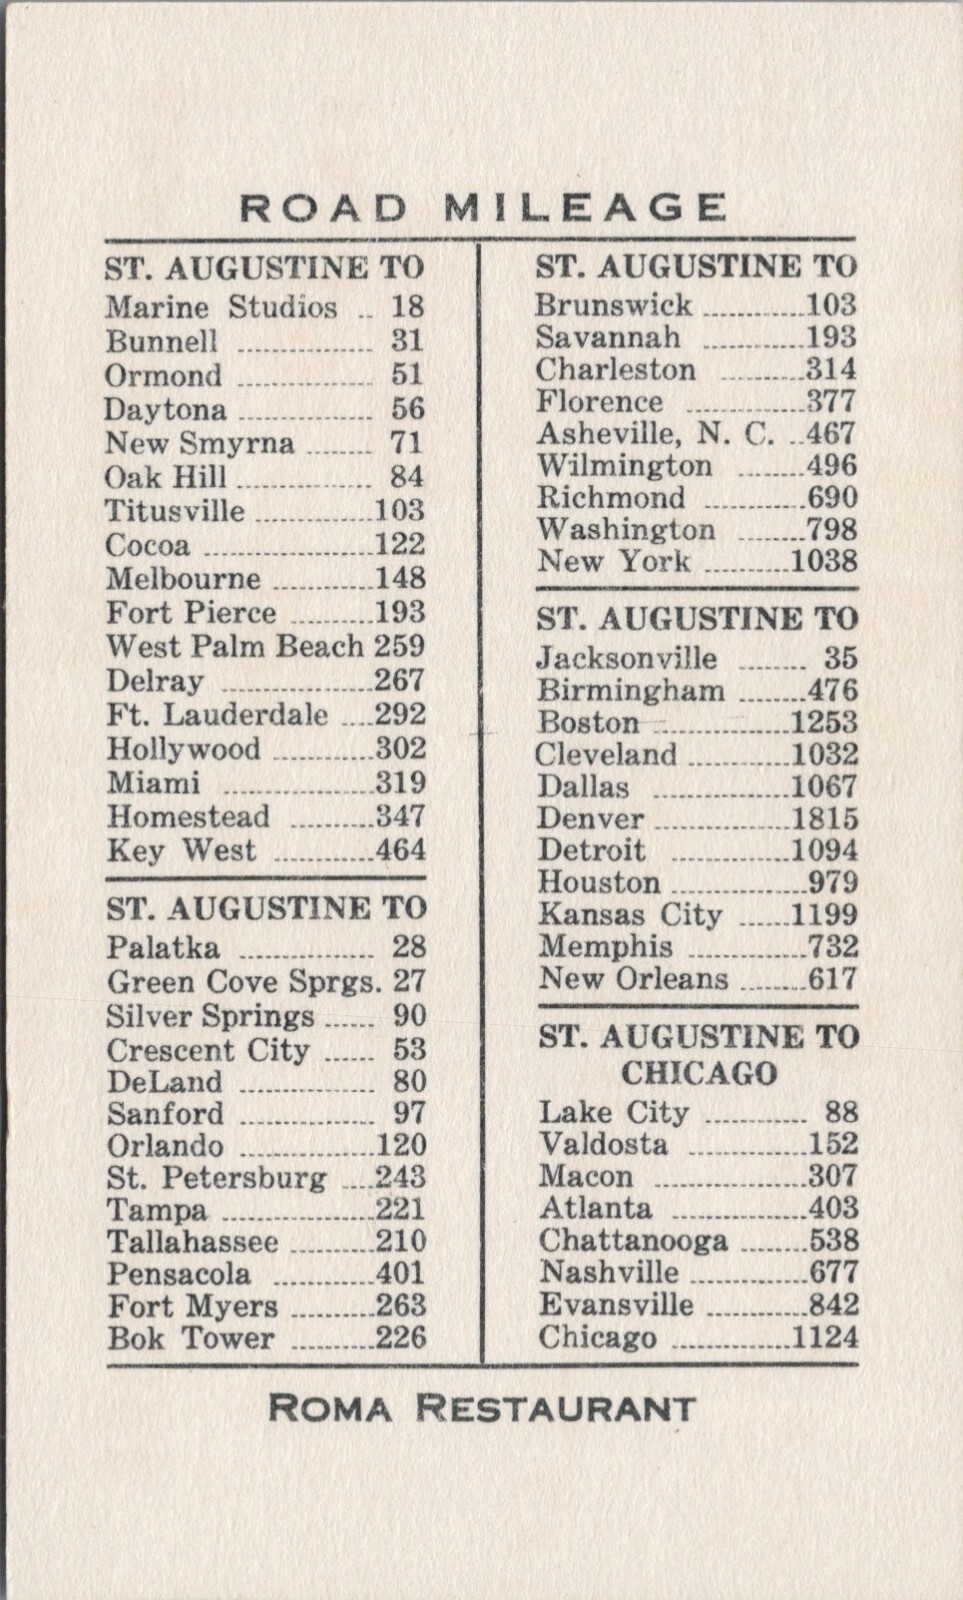 ROAD MILEAGE
ST. AUGUSTINE TO
Marine Studios .. 18
Bunnell ................ 31
Ormond ................ 51
Daytona ................ 56
New Smyrna ........ 71
Oak Hill ................ 84
Titusville ..............103
Cocoa ....................122
Melbourne ............148
Fort Pierce ..........193
West Palm Beach 259
Delray ..................267
Ft. Lauderdale ....292
Hollywood ............302
Miami ..................319
Homestead ..........347
Key West ............464
ST. AUGUSTINE TO
Palatka ................ 28
Green Cove Sprgs. 27
Silver Springs ...... 90
Crescent City ...... 53
DeLand ................ 80
Sanford ................ 97
Orlando ................120
St. Petersburg ....243
Tampa ..................221
Tallahassee ..........210
Pensacola ............401
Fort Myers ..........263
Bok Tower ..........226
ST. AUGUSTINE TO
Brunswick ............103
Savannah ............193
Charleston ..........314
Florence ..............377
Asheville, N. C. ..467
Wilmington ........496
Richmond ............690
Washington ........798
New York ..........1038
ST. AUGUSTINE TO
Jacksonville ........ 35
Birmingham ........476
Boston ................1253
Cleveland ............1032
Dallas ................1067
Denver ................1815
Detroit ..............1094
Houston ................979
Kansas City ......1199
Memphis ..............732
New Orleans ........617
ST. AUGUSTINE TO
CHICAGO
Lake City ............ 88
Valdosta ..............152
Macon ..................307
Atlanta ................403
Chattanooga ........538
Nashville ..............677
Evansville ............842
Chicago ..............1124
ROMA RESTAURANT